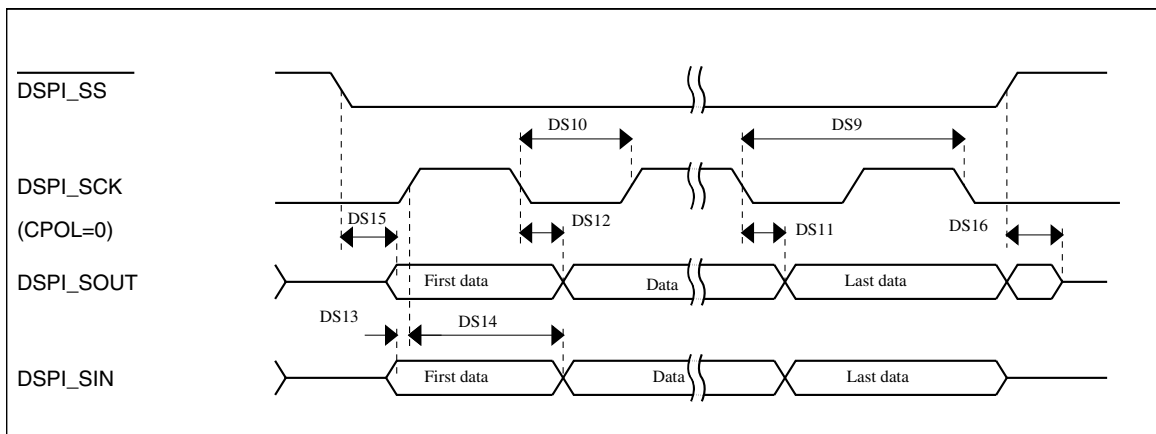 DSPI_SS
DS10
DS9
DSPI_SCK
(CPOL=0)
DS15
DS12
DS11
DS16
DSPI_SOUT
First data
Data
Last data
DS13
DS14
DSPI_SIN
First data
Data
Last data